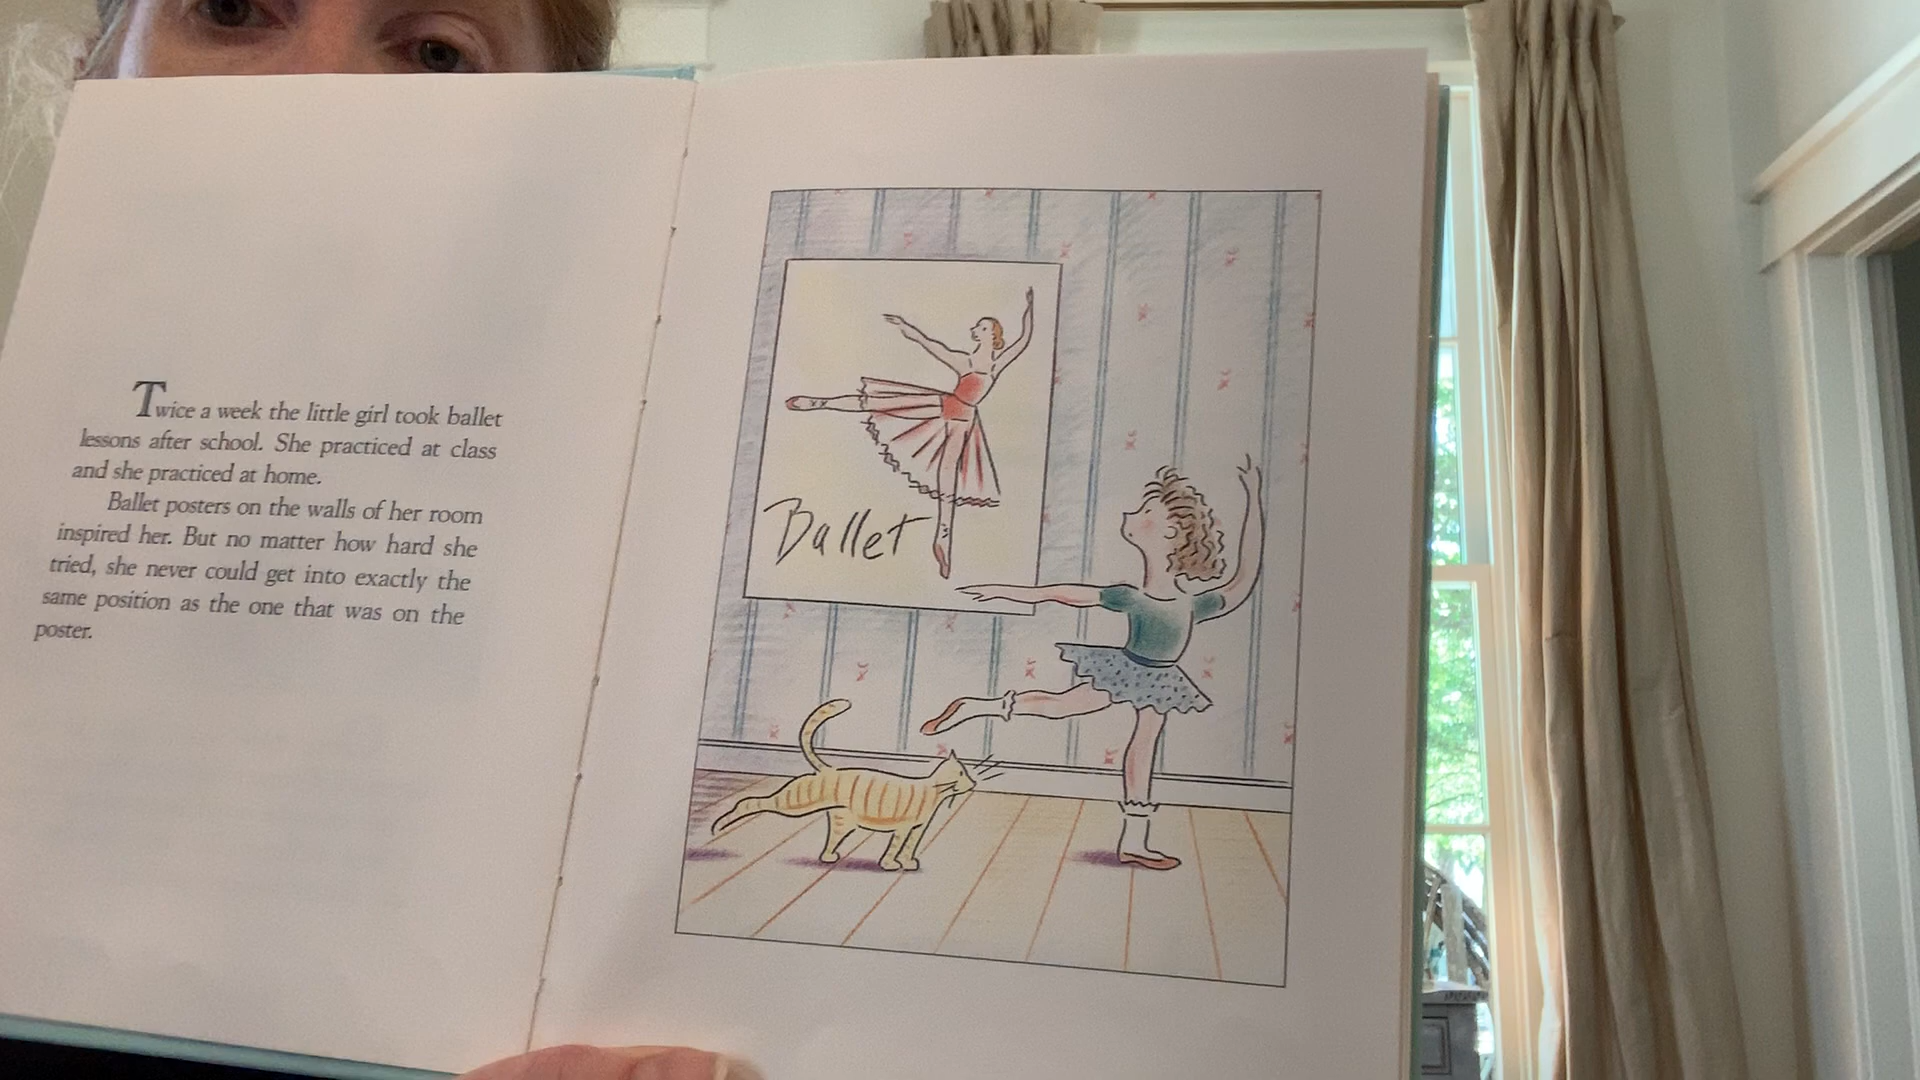 Twice a week the little girl took ballet
lessons after school. She practiced at class
and she practiced at home.
Ballet posters on the walls of her room
inspired her. But no matter how hard she
tried, she never could get into exactly the
same position as the one that was on the
poster.
Ballet